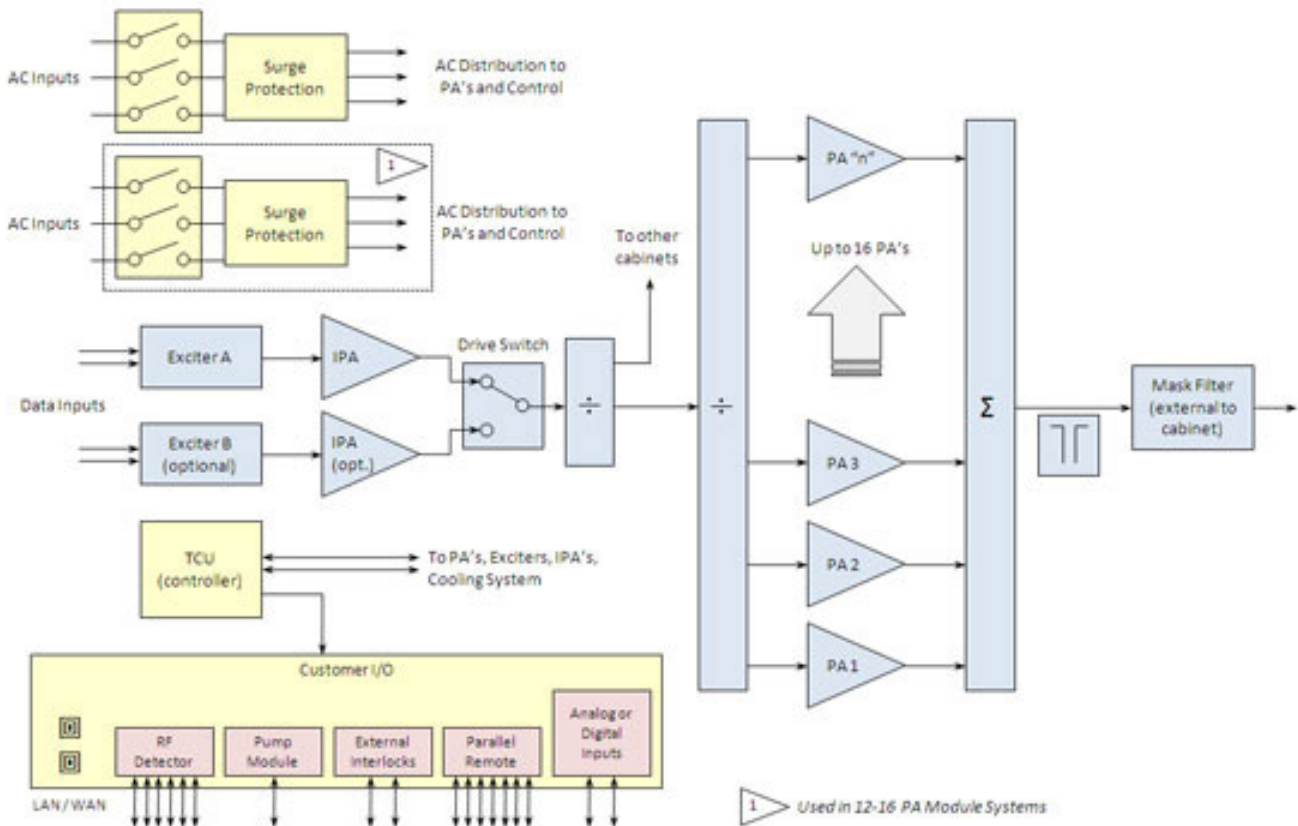 AC Inputs
Surge
Protection
AC Distribution to
PA's and Control
AC Inputs
Surge
Protection
1
AC Distribution to
PA's and Control
To other
cabinets
PA "n"
Up to 16 PA's
Data Inputs
Exciter A
IPA
Drive Switch
÷
÷
Σ
Mask Filter
(external to
cabinet)
Exciter B
(optional)
IPA
(opt.)
PA 3
PA 2
PA 1
TCU
(controller)
To PA's, Exciters, IPA's,
Cooling System
Customer I/O
RF
Detector
Pump
Module
External
Interlocks
Parallel
Remote
Analog or
Digital
Inputs
LAN / WAN
1
Used in 12-16 PA Module Systems